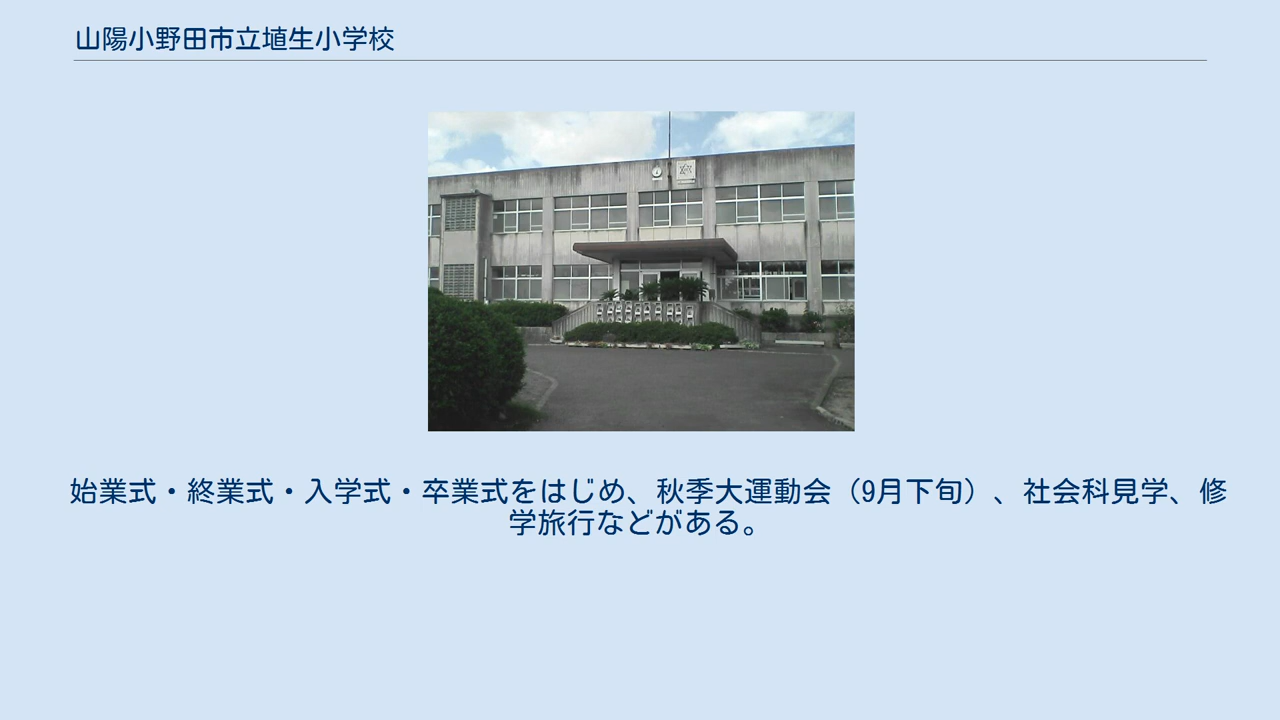 山陽小野田市立埴生小学校
始業式・終業式・入学式・卒業式をはじめ、秋季大運動会（9月下旬）、社会科見学、修
学旅行などがある。